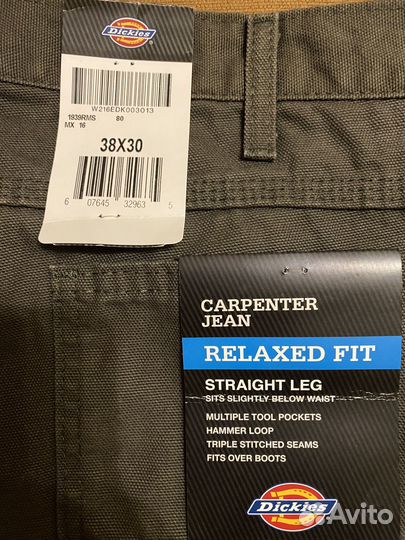 Dickies
W216EDK003013
1939RMS 80
MX 16
38X30
6 07645 32963 5
CARPENTER
JEAN
RELAXED FIT
STRAIGHT LEG
SITS SLIGHTLY BELOW WAIST
MULTIPLE TOOL POCKETS
HAMMER LOOP
TRIPLE STITCHED SEAMS
FITS OVER BOOTS
Dickies
Avito